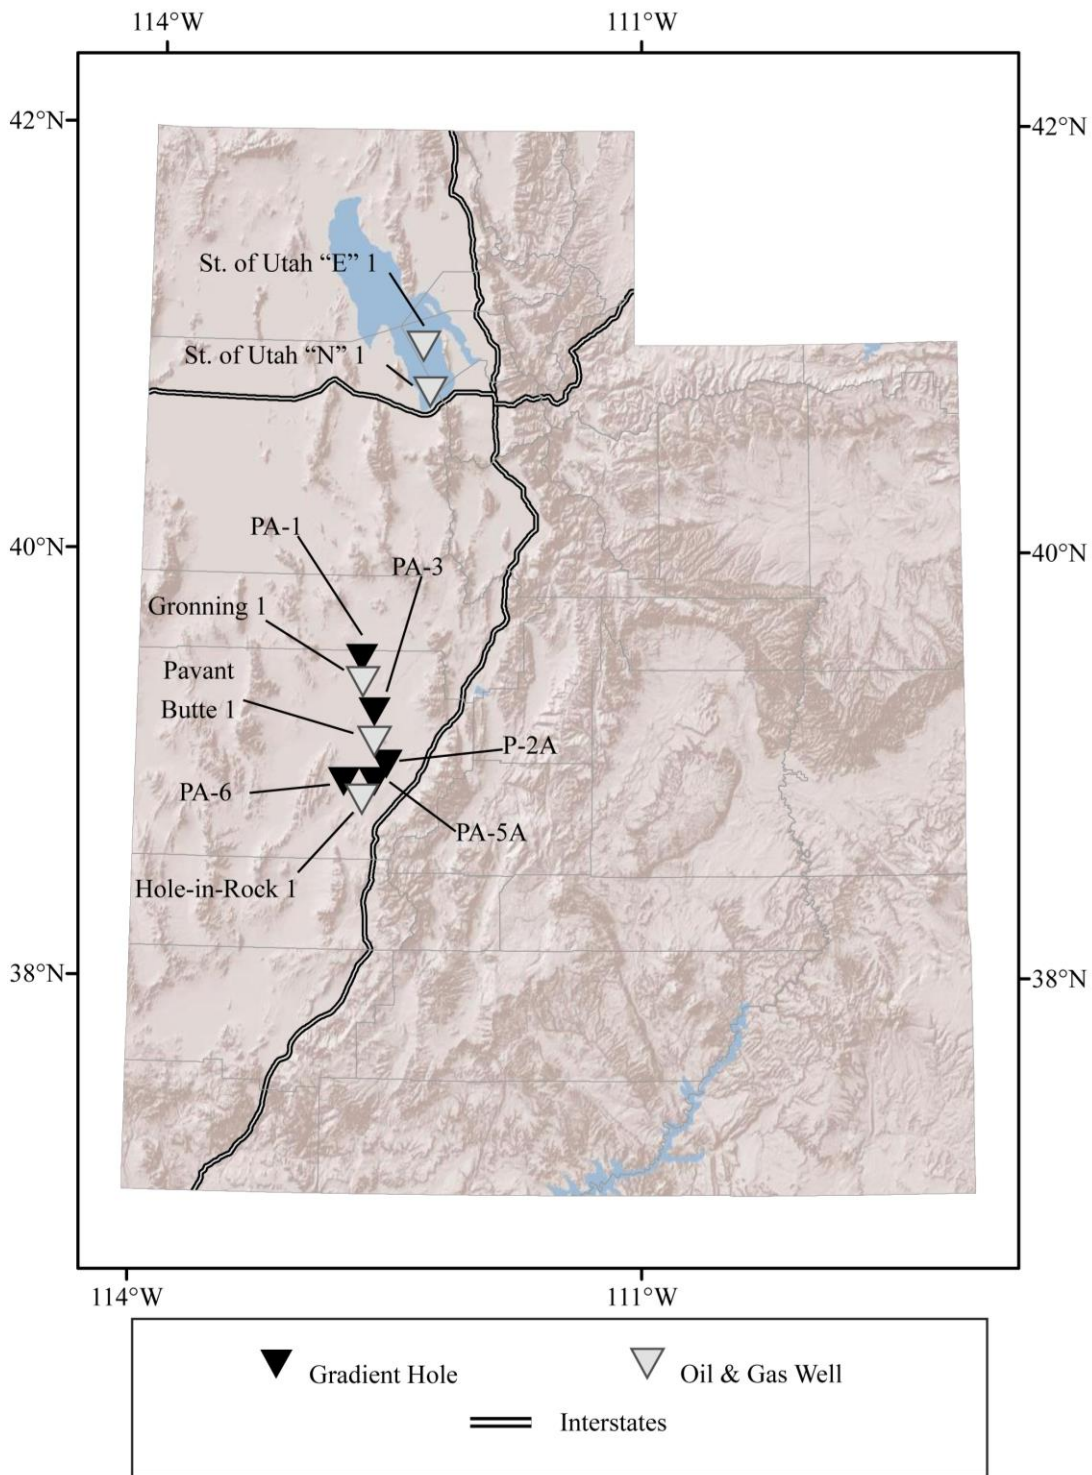 114°W
111°W
42°N
42°N
St. of Utah “E” 1
St. of Utah “N” 1
PA-1
40°N
40°N
PA-3
Gronning 1
Pavant
Butte 1
P-2A
PA-6
PA-5A
Hole-in-Rock 1
38°N
38°N
114°W
111°W
Gradient Hole
Oil & Gas Well
Interstates